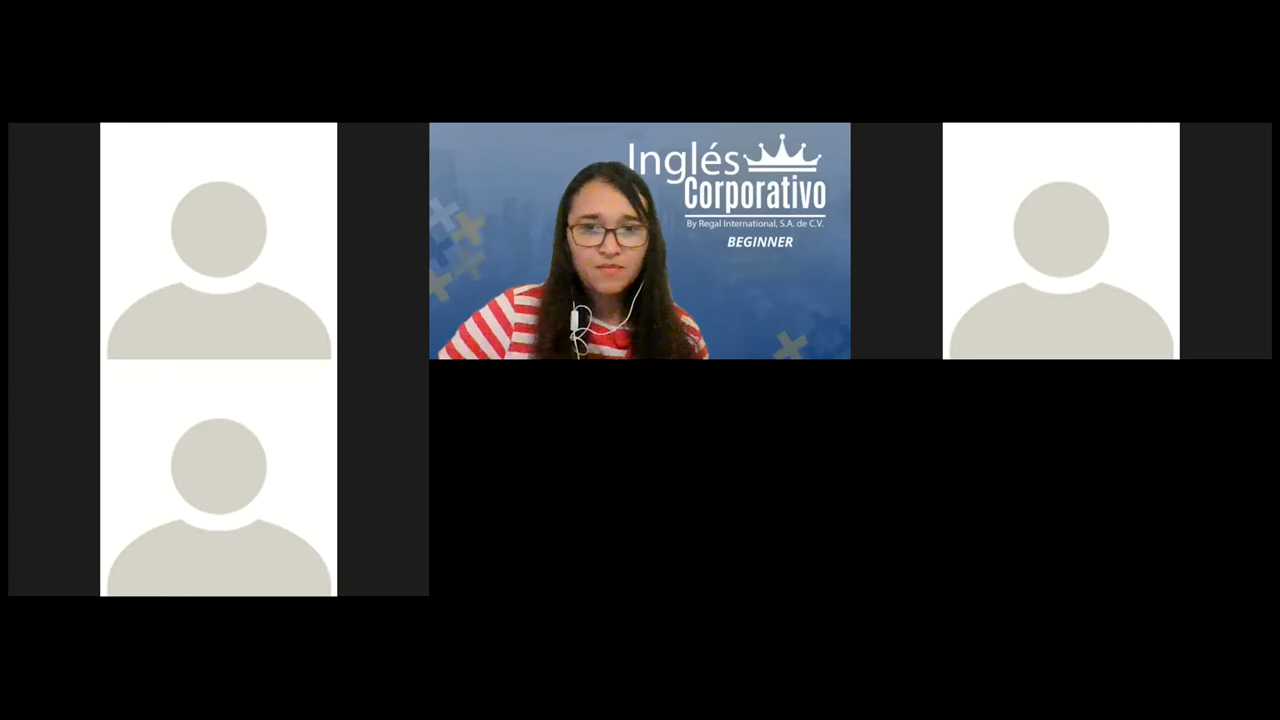 Inglés
Corporativo
By Regal International, S.A. de C.V.
BEGINNER